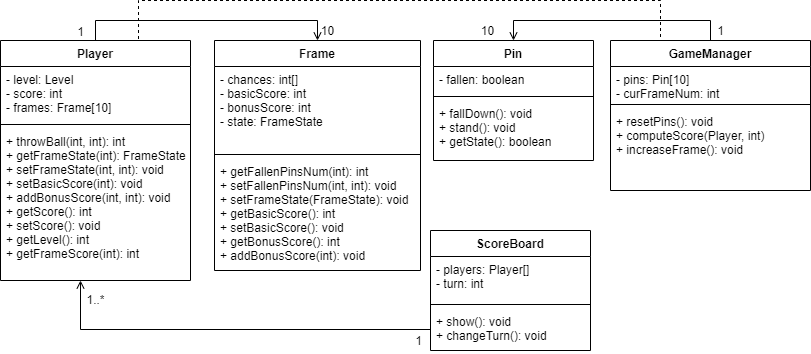 1
10
10
1
Player
- level: Level
- score: int
- frames: Frame[10]
+ throwBall(int, int): int
+ getFrameState(int): FrameState
+ setFrameState(int, int): void
+ setBasicScore(int): void
+ addBonusScore(int, int): void
+ getScore(): int
+ setScore(): void
+ getLevel(): int
+ getFrameScore(int): int
Frame
- chances: int[]
- basicScore: int
- bonusScore: int
- state: FrameState
+ getFallenPinsNum(int): int
+ setFallenPinsNum(int, int): void
+ setFrameState(FrameState): void
+ getBasicScore(): int
+ setBasicScore(): void
+ getBonusScore(): int
+ addBonusScore(): void
Pin
- fallen: boolean
+ fallDown(): void
+ stand(): void
+ getState(): boolean
GameManager
- pins: Pin[10]
- curFrameNum: int
+ resetPins(): void
+ computeScore(Player, int)
+ increaseFrame(): void
ScoreBoard
- players: Player[]
- turn: int
+ show(): void
+ changeTurn(): void
1..*
1